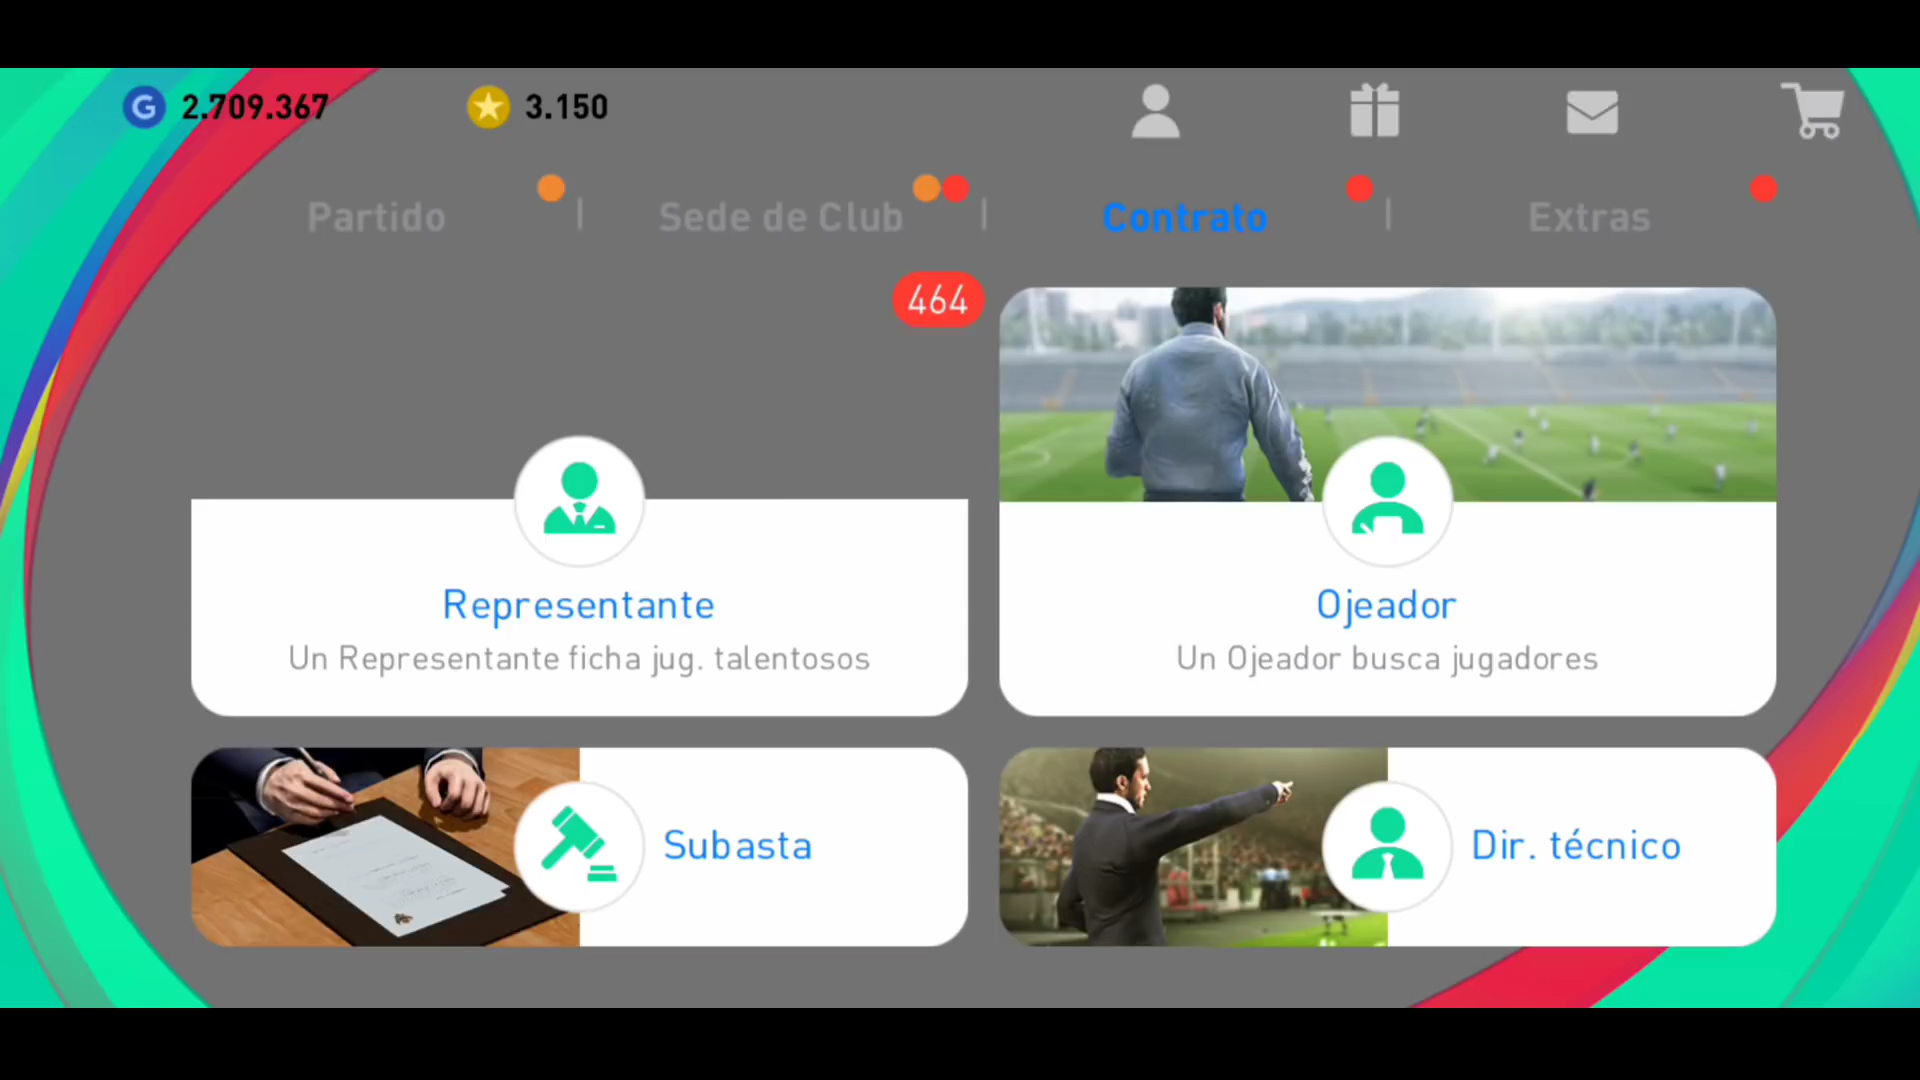 G 2.709.367
3.150
Partido
Sede de Club
Contrato
Extras
464
Representante
Un Representante ficha jug. talentosos
Ojeador
Un Ojeador busca jugadores
Subasta
Dir. técnico